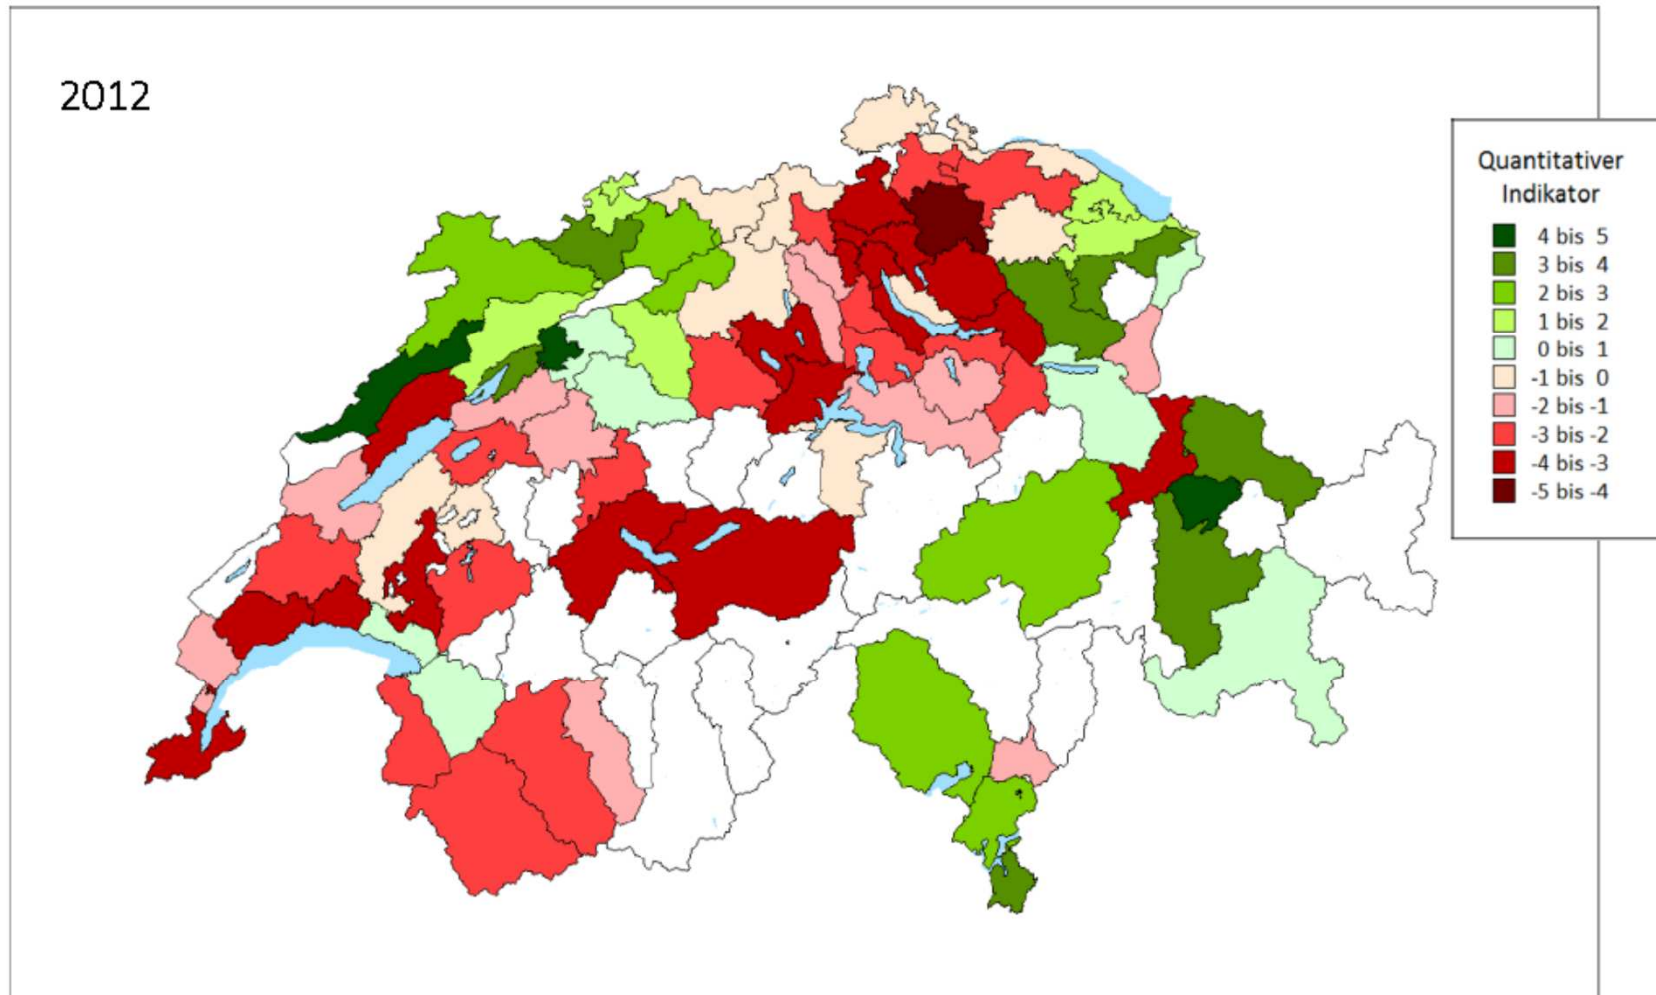 2012
Quantitativer
Indikator
4 bis 5
3 bis 4
2 bis 3
1 bis 2
0 bis 1
-1 bis 0
-2 bis -1
-3 bis -2
-4 bis -3
-5 bis -4